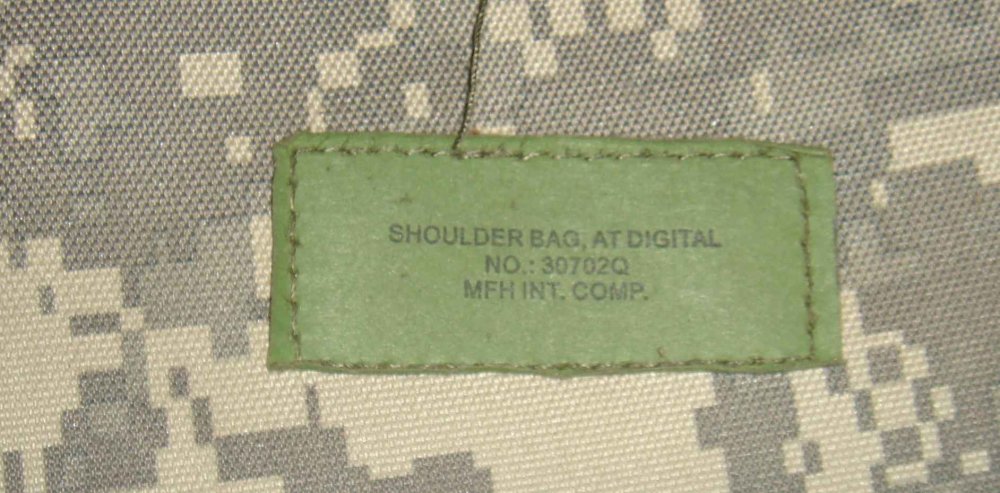 SHOULDER BAG, AT DIGITAL
NO.: 30702Q
MFH INT. COMP.